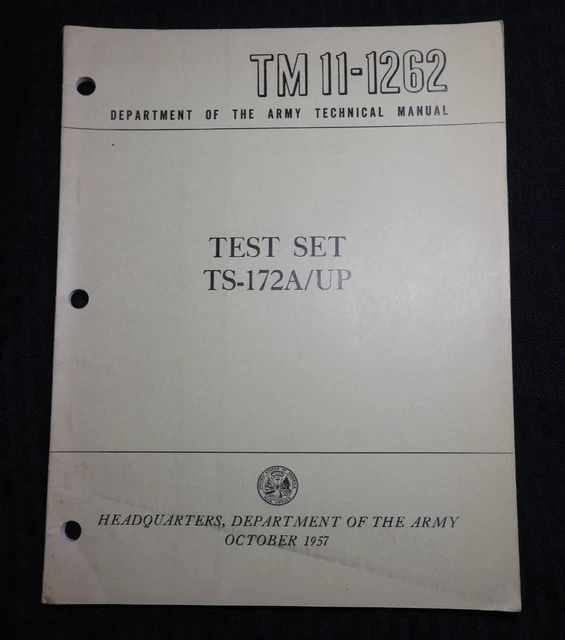 TM 11-1262
DEPARTMENT OF THE ARMY TECHNICAL MANUAL
TEST SET
TS-172A/UP
HEADQUARTERS, DEPARTMENT OF THE ARMY
OCTOBER 1957